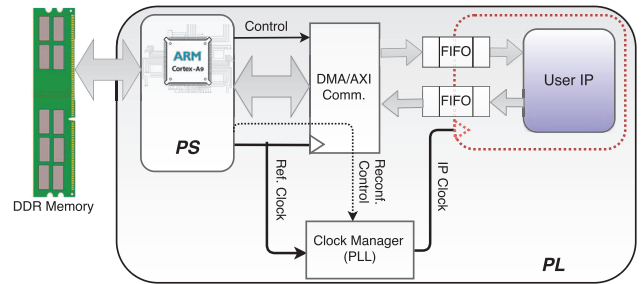 Control
ARM
Cortex-A9
PS
DMA/AXI
Comm.
FIFO
FIFO
User IP
DDR Memory
Ref. Clock
Reconf.
Control
IP Clock
Clock Manager
(PLL)
PL